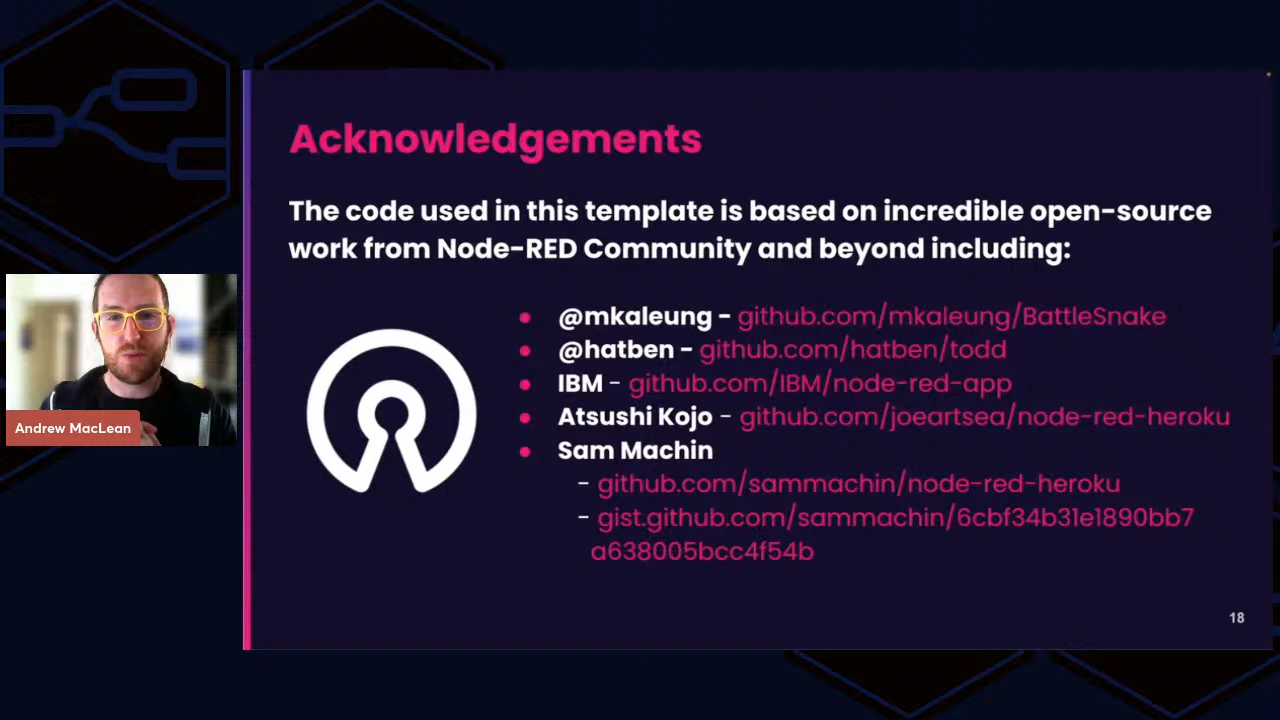 Acknowledgements
The code used in this template is based on incredible open-source
work from Node-RED Community and beyond including:
@mkaleung - github.com/mkaleung/BattleSnake
@hatben - github.com/hatben/todd
IBM - github.com/IBM/node-red-app
Atsushi Kojo - github.com/joeartsea/node-red-heroku
Sam Machin
- github.com/sammachin/node-red-heroku
- gist.github.com/sammachin/6cbf34b31e1890bb7
a638005bcc4f54b
Andrew MacLean
18